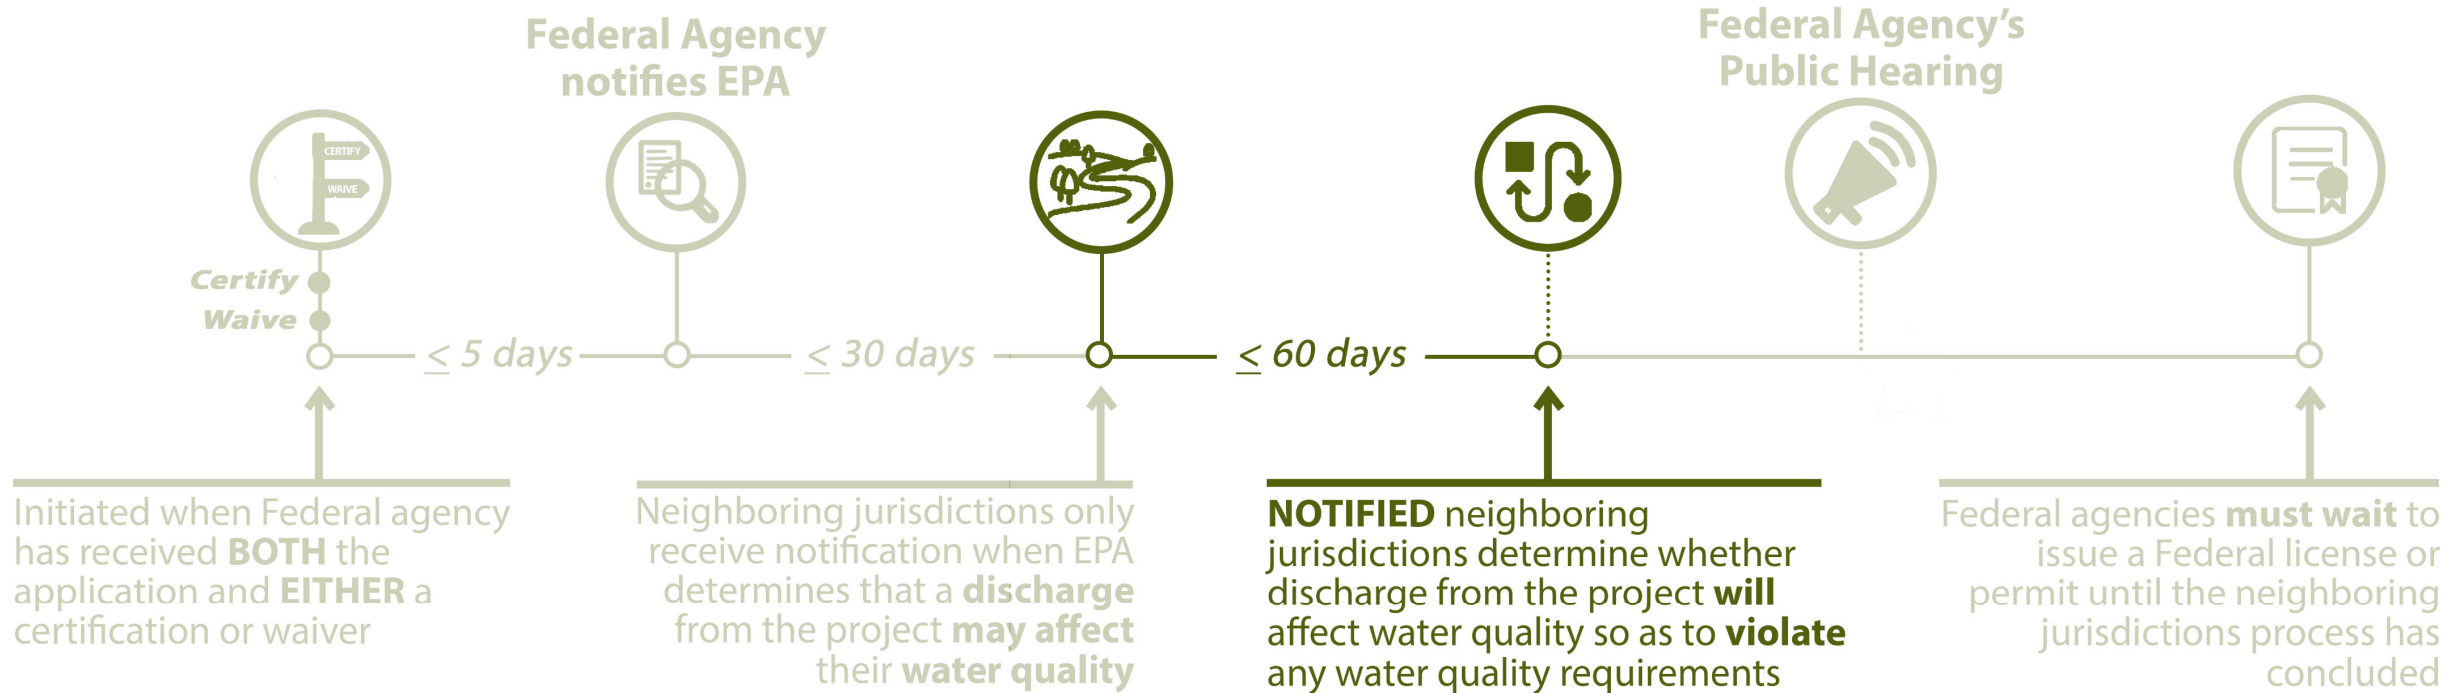 Federal Agency
notifies EPA
Federal Agency's
Public Hearing
CERTIFY
WAIVE
Certify
Waive
≤ 5 days
≤ 30 days
≤ 60 days
Initiated when Federal agency
has received BOTH the
application and EITHER a
certification or waiver
Neighboring jurisdictions only
receive notification when EPA
determines that a discharge
from the project may affect
their water quality
NOTIFIED neighboring
jurisdictions determine whether
discharge from the project will
affect water quality so as to violate
any water quality requirements
Federal agencies must wait to
issue a Federal license or
permit until the neighboring
jurisdictions process has
concluded